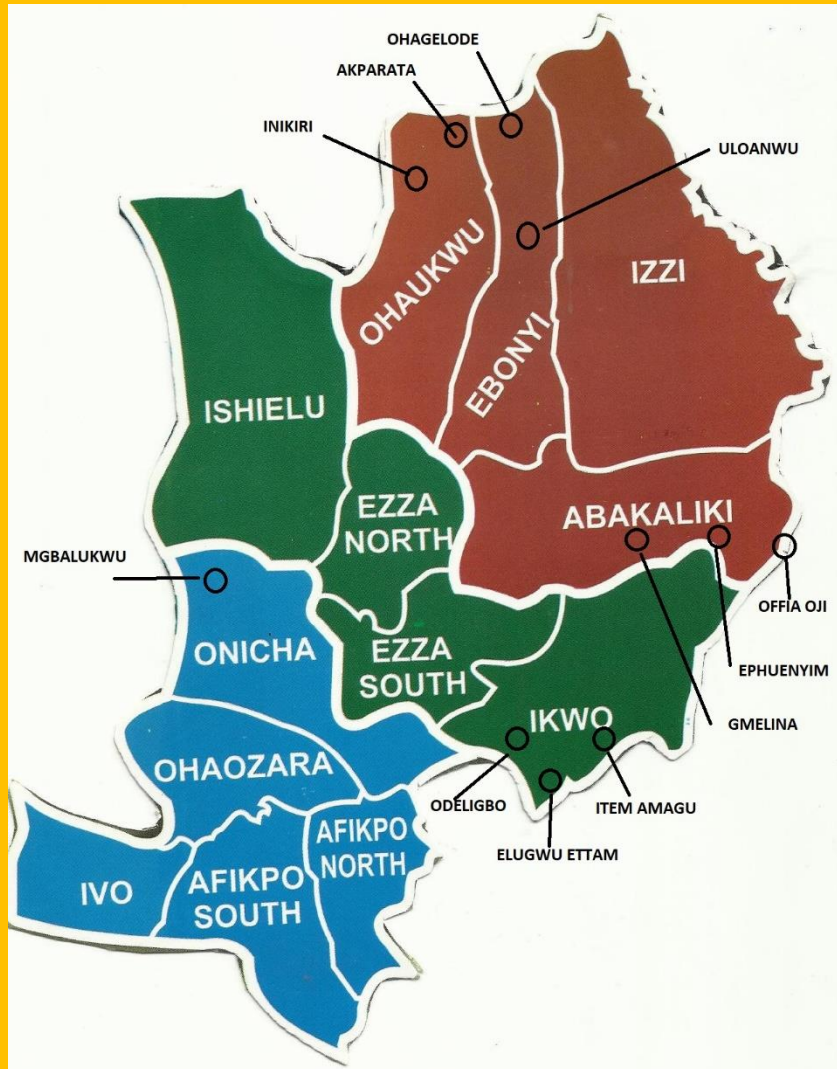 OHAGELODE
AKPARATA
INIKIRI
ULOANWU
OHAUKWU
IZZI
EBONYI
ISHIELU
EZZA
NORTH
ABAKALIKI
MGBALUKWU
OFFIA OJI
ONICHA
EZZA
SOUTH
EPHUENYIM
IKWO
GMELINA
OHAOZARA
ODELIGBO
ITEM AMAGU
ELUGWU ETTAM
AFIKPO
NORTH
IVO
AFIKPO
SOUTH